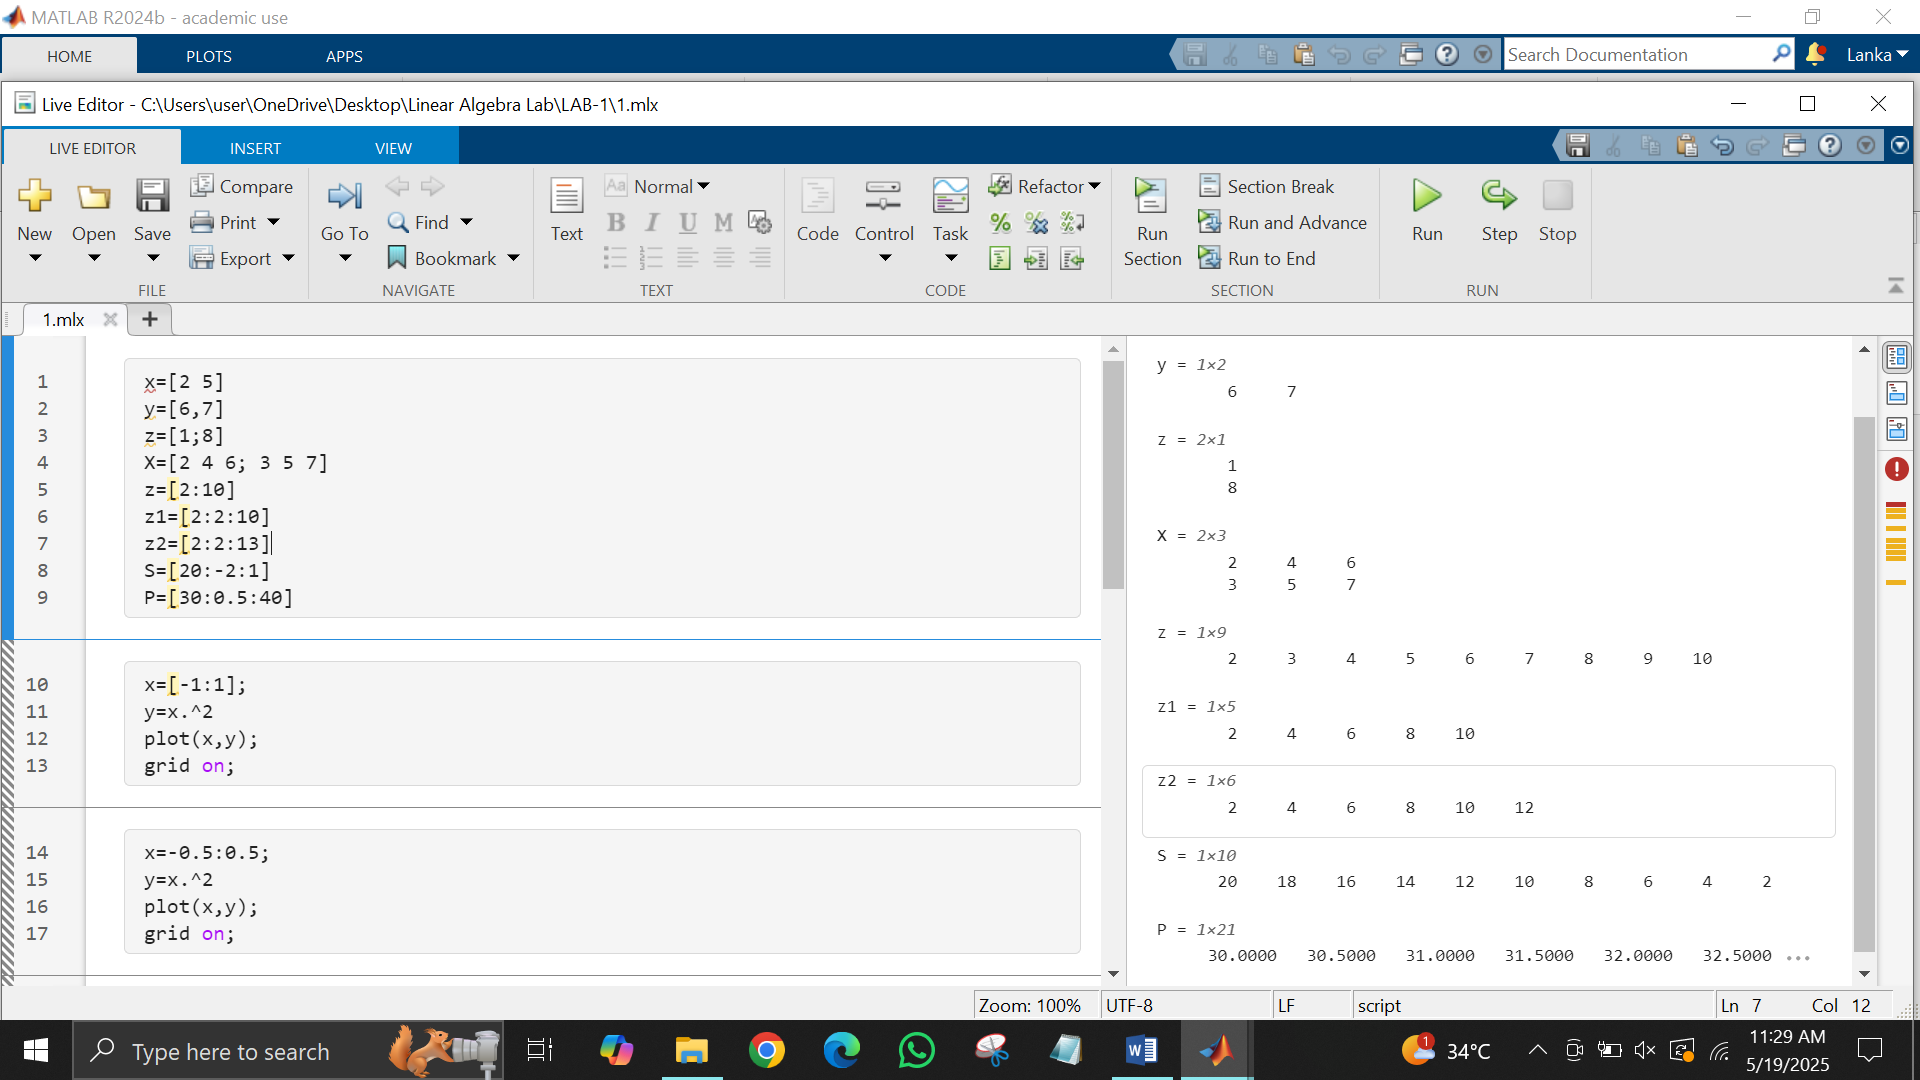 MATLAB R2024b - academic use
HOME PLOTS APPS Search Documentation Lanka
Live Editor - C:\Users\user\OneDrive\Desktop\Linear Algebra Lab\LAB-1\1.mlx
LIVE EDITOR INSERT VIEW
New Open Save Compare Print Export
FILE
Go To Find Bookmark
NAVIGATE
Text Aa Normal B I U M
TEXT
Code Control Task Refactor
CODE
Run Section Section Break Run and Advance Run to End
SECTION
Run Step Stop
RUN
1.mlx
1 x=[2 5]
2 y=[6,7]
3 z=[1;8]
4 X=[2 4 6; 3 5 7]
5 z=[2:10]
6 z1=[2:2:10]
7 z2=[2:2:13]
8 S=[20:-2:1]
9 P=[30:0.5:40]
10 x=[-1:1];
11 y=x.^2
12 plot(x,y);
13 grid on;
14 x=-0.5:0.5;
15 y=x.^2
16 plot(x,y);
17 grid on;
y = 1×2
6 7
z = 2×1
1
8
X = 2×3
2 4 6
3 5 7
z = 1×9
2 3 4 5 6 7 8 9 10
z1 = 1×5
2 4 6 8 10
z2 = 1×6
2 4 6 8 10 12
S = 1×10
20 18 16 14 12 10 8 6 4 2
P = 1×21
30.0000 30.5000 31.0000 31.5000 32.0000 32.5000 ...
Zoom: 100% UTF-8 LF script Ln 7 Col 12
Type here to search
1 34°C
11:29 AM
5/19/2025